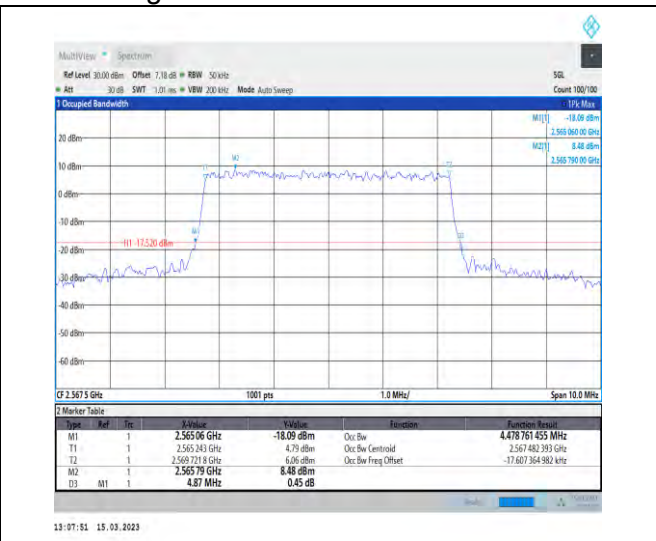 MultiView Spectrum
Ref Level 30.00 dBm Offset 7.18 dB RBW 50 kHz SGL
Att 30 dB SWT 1.01 ms VBW 200 kHz Mode Auto Sweep Count 100/100
1 Occupied Bandwidth 1Pk Max
M1[1] -18.09 dBm
2.565 060 00 GHz
M2[1] 8.48 dBm
2.565 790 00 GHz
20 dBm
M2
10 dBm
0 dBm
-10 dBm
H1 -17.520 dBm
-20 dBm
-30 dBm
-40 dBm
-50 dBm
-60 dBm
CF 2.567 5 GHz 1001 pts 1.0 MHz/ Span 10.0 MHz
2 Marker Table
Type Ref Trc X-Value Y-Value Function Function Result
M1 1 2.565 06 GHz -18.09 dBm Occ Bw 4.478 761 455 MHz
T1 1 2.565 243 GHz 4.79 dBm Occ Bw Centroid 2.567 482 393 GHz
T2 1 2.569 721 8 GHz 6.06 dBm Occ Bw Freq Offset -17.607 364 982 kHz
M2 1 2.565 79 GHz 8.48 dBm
D3 M1 1 4.87 MHz 0.45 dB
13:07:51 15.03.2023